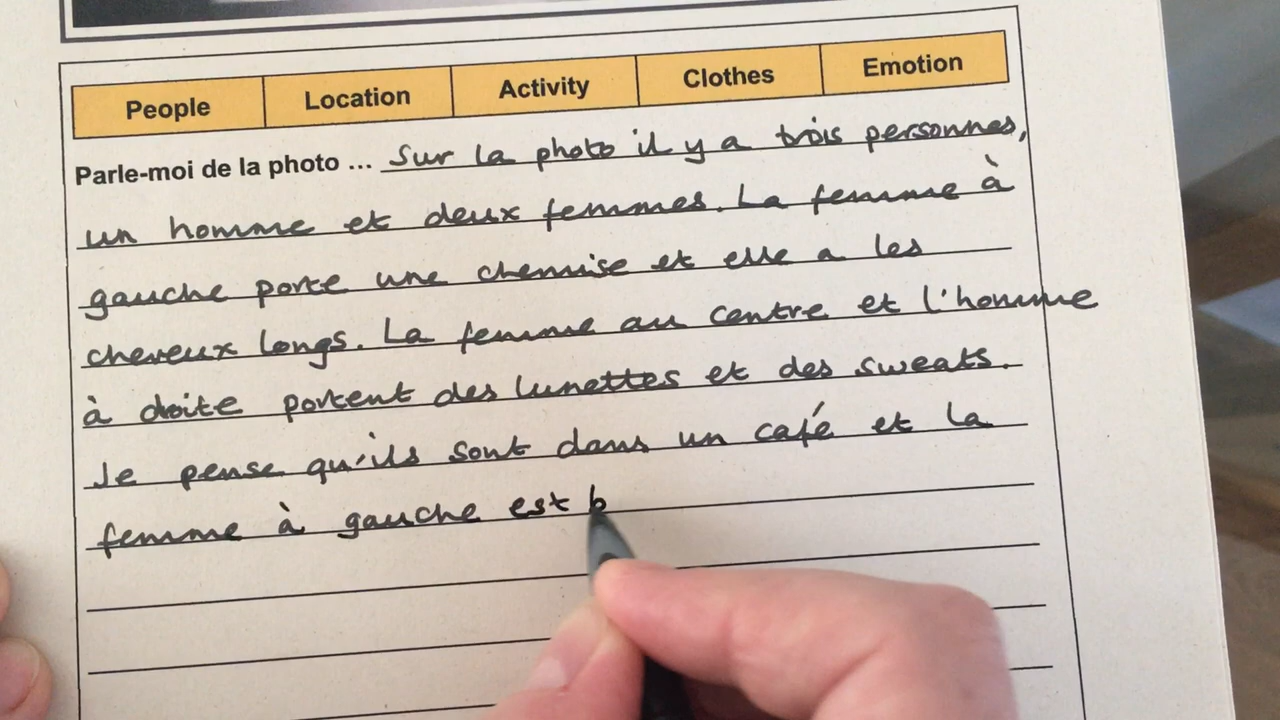 People Location Activity Clothes Emotion
Parle-moi de la photo ... Sur la photo il y a trois personnes,
un homme et deux femmes. La femme à
gauche porte une chemise et elle a les
cheveux longs. La femme au centre et l'homme
à droite portent des lunettes et des sweats.
Je pense qu'ils sont dans un café et la
femme à gauche est b